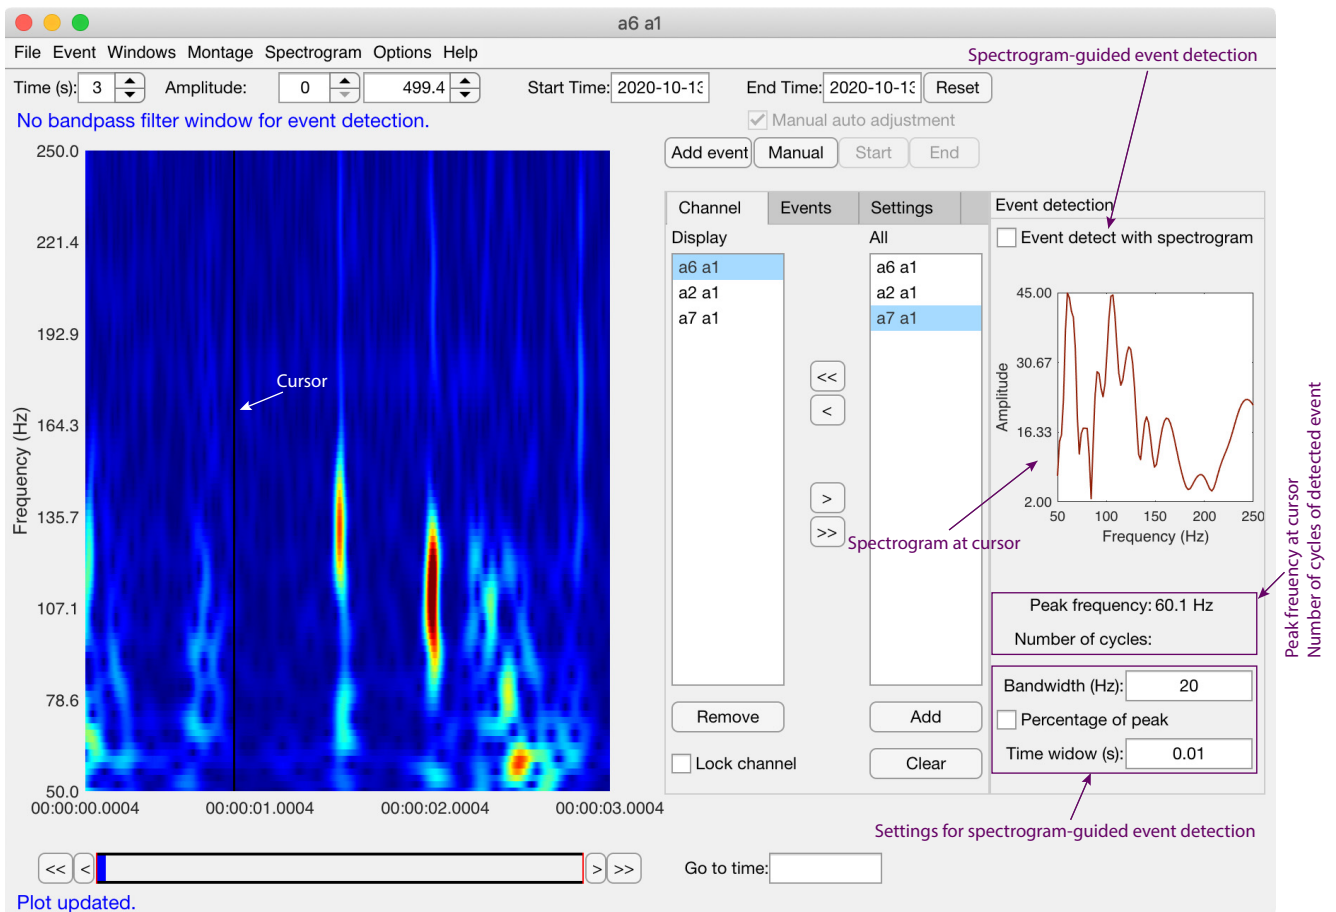 a6 a1
File Event Windows Montage Spectrogram Options Help
Spectrogram-guided event detection
Time (s): 3 Amplitude: 0 499.4 Start Time: 2020-10-13 End Time: 2020-10-13 Reset
No bandpass filter window for event detection.
Manual auto adjustment
Add event Manual Start End
Channel Events Settings
Event detection
Display All
Event detect with spectrogram
a6 a1
a2 a1
a7 a1
a6 a1
a2 a1
a7 a1
<<
<
>
>>
Remove Add
Lock channel Clear
250.0
221.4
192.9
164.3
135.7
107.1
78.6
50.0
Frequency (Hz)
Cursor
00:00:00.0004 00:00:01.0004 00:00:02.0004 00:00:03.0004
45.00
30.67
16.33
2.00
Amplitude
50 100 150 200 250
Frequency (Hz)
Spectrogram at cursor
Peak frequency: 60.1 Hz
Number of cycles:
Peak freuency at cursor
Number of cycles of detected event
Bandwidth (Hz): 20
Percentage of peak
Time widow (s): 0.01
Settings for spectrogram-guided event detection
<< < > >> Go to time:
Plot updated.